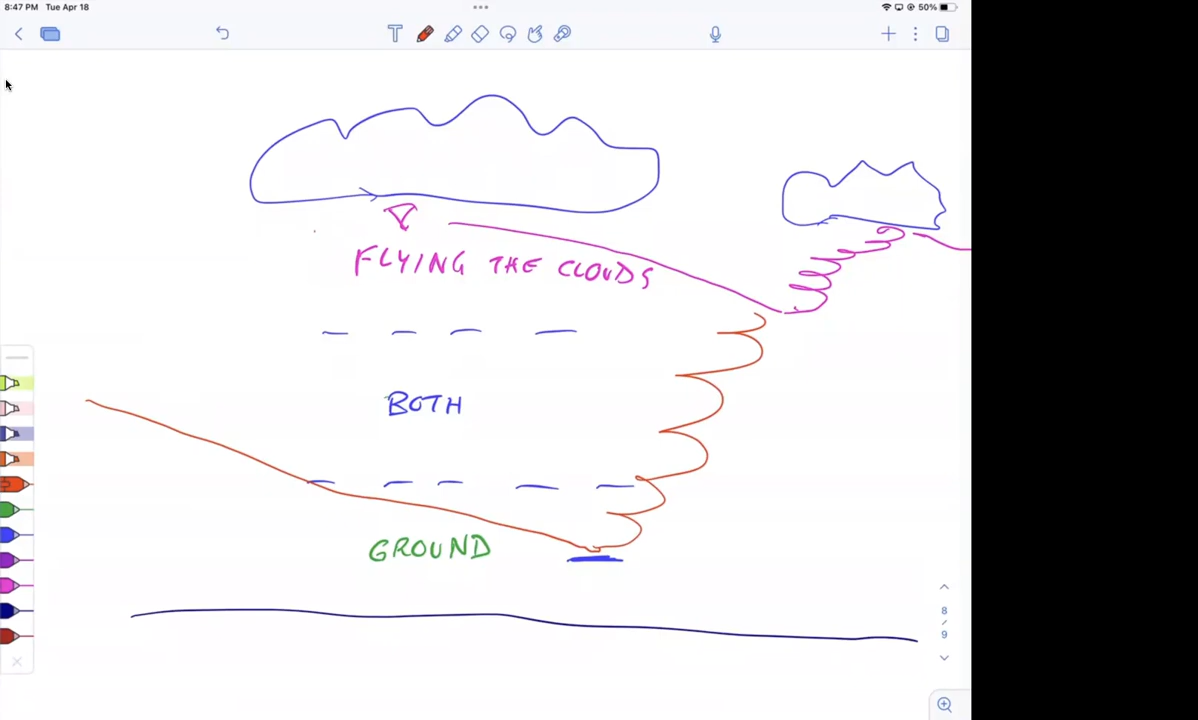 8:47 PM Tue Apr 18
50%
T
FLYING THE CLOUDS
BOTH
GROUND
8
/
9